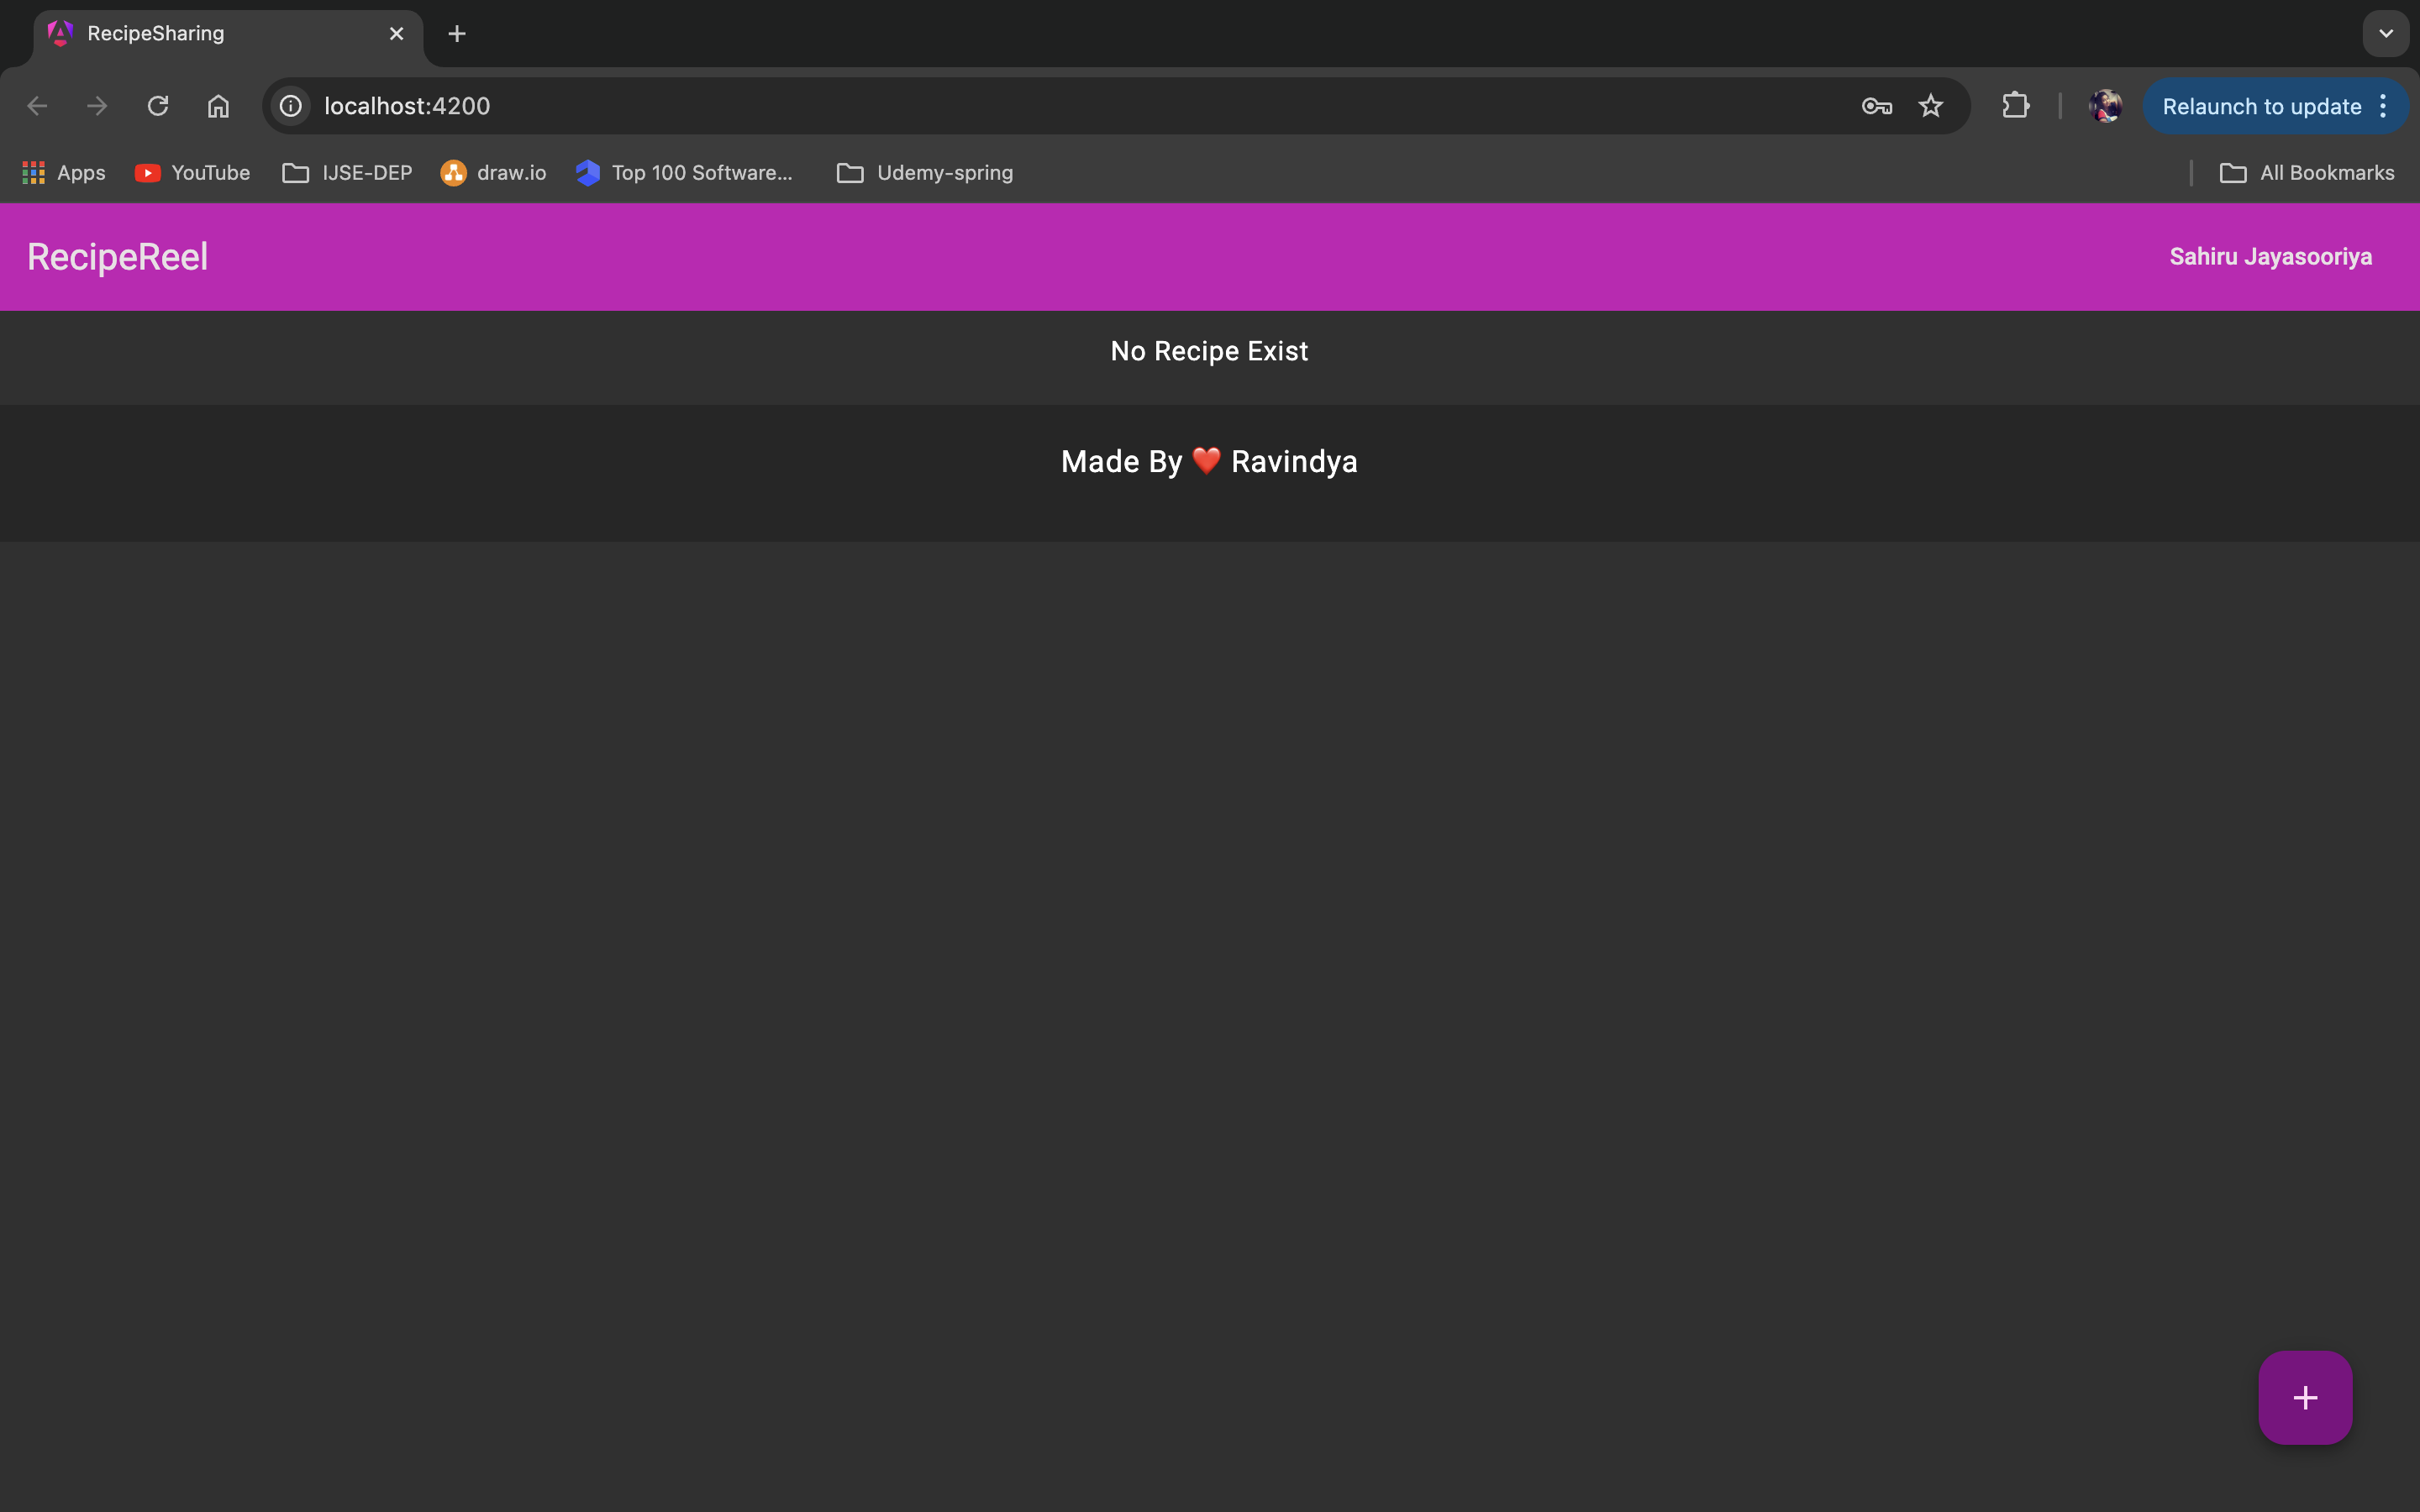 RecipeSharing
localhost:4200
Relaunch to update
Apps
YouTube
IJSE-DEP
draw.io
Top 100 Software...
Udemy-spring
All Bookmarks
RecipeReel
Sahiru Jayasooriya
No Recipe Exist
Made By ❤️ Ravindya